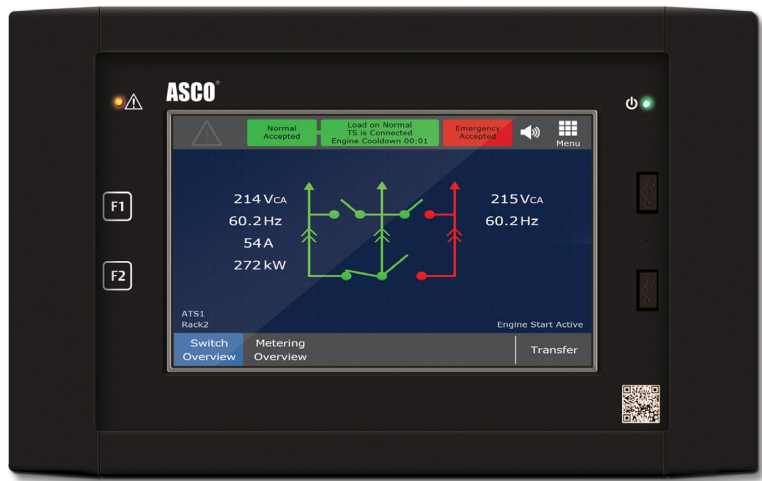 ASCO®
Normal
Accepted
Load on Normal
TS is Connected
Engine Cooldown 00:01
Emergency
Accepted
Menu
F1
F2
214 VCA
60.2 Hz
54 A
272 kW
215 VCA
60.2 Hz
ATS1
Rack2
Engine Start Active
Switch
Overview
Metering
Overview
Transfer